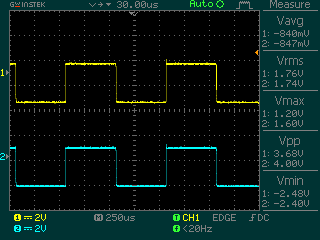 GWINSTEK 30.00us Auto Measure
Vavg
1: -840mV
2: -847mV
Vrms
1: 1.76V
2: 1.74V
Vmax
1: 1.20V
2: 1.60V
Vpp
1: 3.68V
2: 4.00V
Vmin
1: -2.48V
2: -2.40V
1
2
1 2V M 250us T CH1 EDGE DC
2 2V f <20Hz